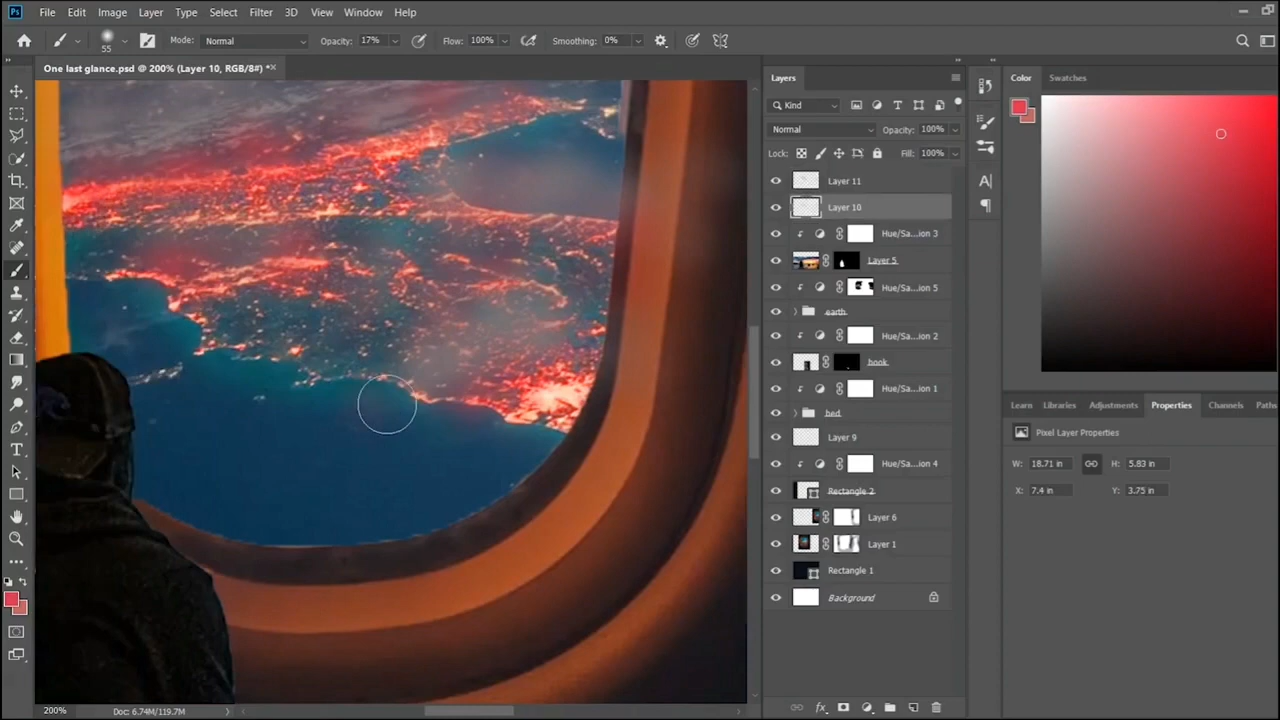 Ps File Edit Image Layer Type Select Filter 3D View Window Help
55 Mode: Normal Opacity: 17% Flow: 100% Smoothing: 0%
One last glance.psd @ 200% (Layer 10, RGB/8#) *
Layers
Kind
Normal Opacity: 100%
Lock: Fill: 100%
Layer 11
Layer 10
Hue/Sa...ion 3
Layer 5
Hue/Sa...ion 5
earth
Hue/Sa...ion 2
book
Hue/Sa...ion 1
bed
Layer 9
Hue/Sa...ion 4
Rectangle 2
Layer 6
Layer 1
Rectangle 1
Background
Color Swatches
Learn Libraries Adjustments Properties Channels Paths
Pixel Layer Properties
W: 18.71 in H: 5.83 in
X: 7.4 in Y: 3.75 in
200% Doc: 6.74M/119.7M